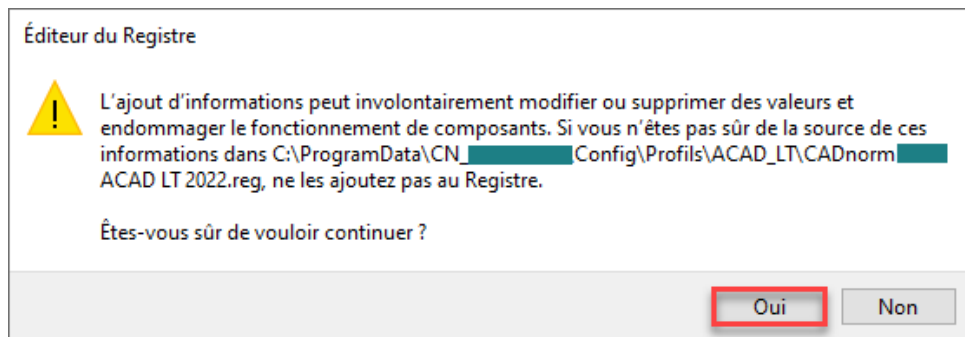 Éditeur du Registre
L'ajout d'informations peut involontairement modifier ou supprimer des valeurs et
endommager le fonctionnement de composants. Si vous n'êtes pas sûr de la source de ces
informations dans C:\ProgramData\CN_ Config\Profils\ACAD_LT\CADnorm
ACAD LT 2022.reg, ne les ajoutez pas au Registre.
Êtes-vous sûr de vouloir continuer ?
Oui Non